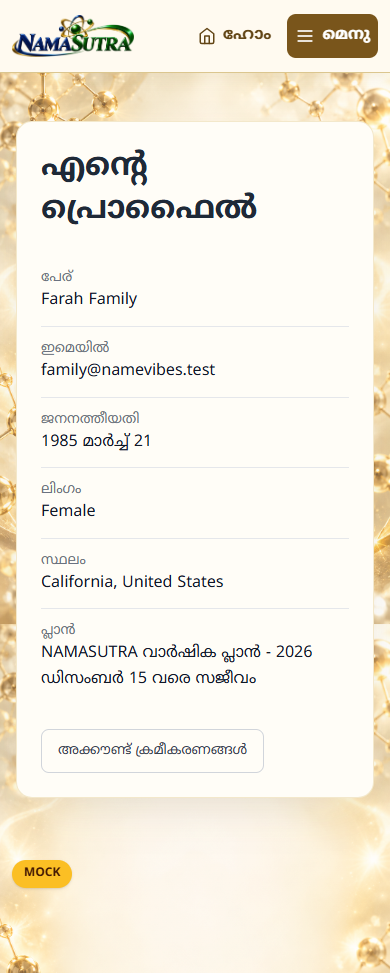 NAMASUTRA
ഹോം
മെനു
എന്റെ
പ്രൊഫൈൽ
പേര്
Farah Family
ഇമെയിൽ
family@namevibes.test
ജനനത്തീയതി
1985 മാർച്ച് 21
ലിംഗം
Female
സ്ഥലം
California, United States
പ്ലാൻ
NAMASUTRA വാർഷിക പ്ലാൻ - 2026
ഡിസംബർ 15 വരെ സജീവം
അക്കൗണ്ട് ക്രമീകരണങ്ങൾ
MOCK